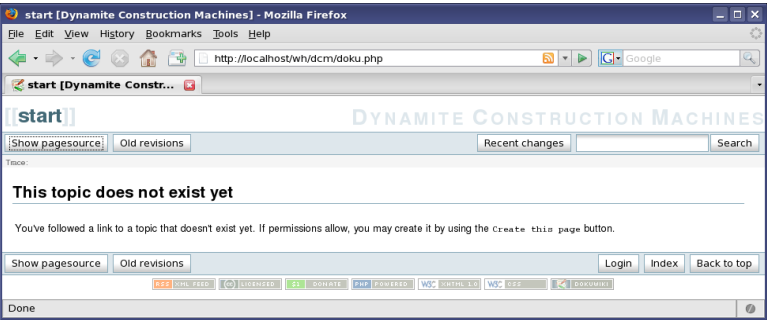 start [Dynamite Construction Machines] - Mozilla Firefox
File Edit View History Bookmarks Tools Help
http://localhost/wh/dcm/doku.php
G Google
start [Dynamite Constr...
[[start]] DYNAMITE CONSTRUCTION MACHINES
Show pagesource Old revisions Recent changes Search
Trace:
This topic does not exist yet
You've followed a link to a topic that doesn't exist yet. If permissions allow, you may create it by using the Create this page button.
Show pagesource Old revisions Login Index Back to top
RSS XML FEED (cc) LICENSED $1 DONATE PHP POWERED W3C XHTML 1.0 W3C CSS DOKUWIKI
Done